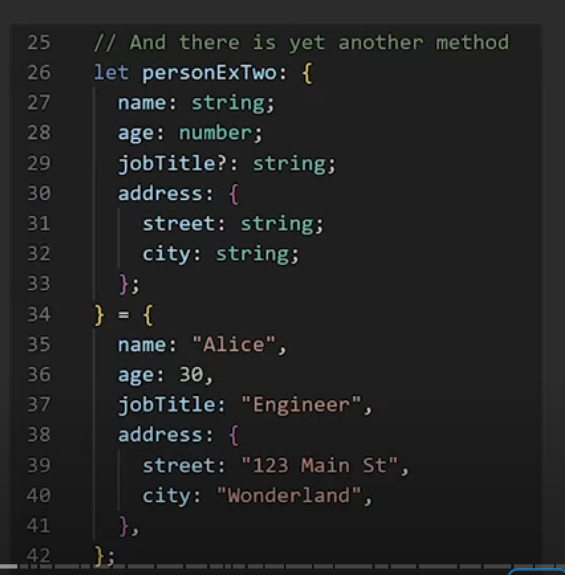 25 // And there is yet another method
26 let personExTwo: {
27   name: string;
28   age: number;
29   jobTitle?: string;
30   address: {
31     street: string;
32     city: string;
33   };
34 } = {
35   name: "Alice",
36   age: 30,
37   jobTitle: "Engineer",
38   address: {
39     street: "123 Main St",
40     city: "Wonderland",
41   },
42 };